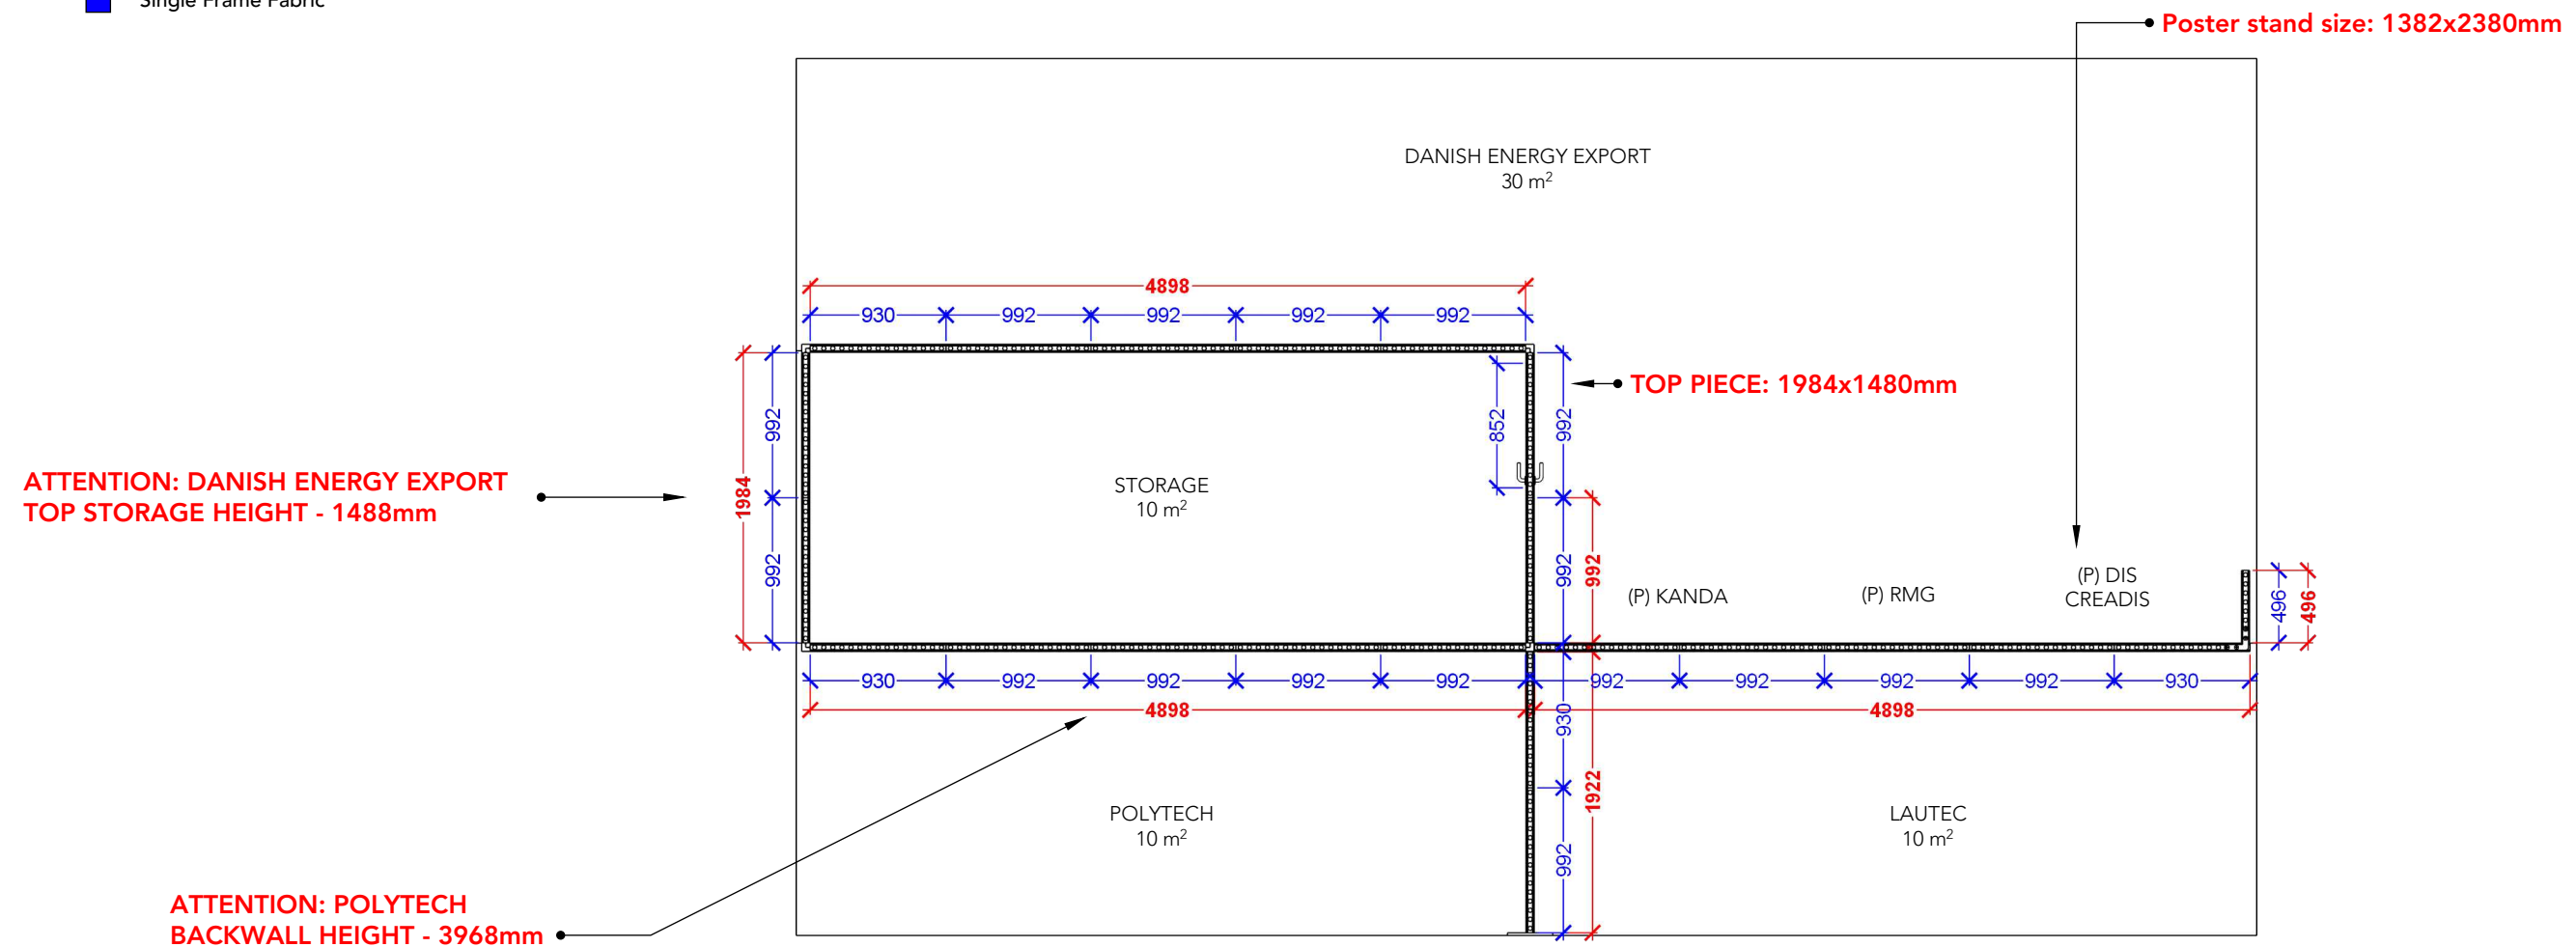 Single Frame Fabric
Poster stand size: 1382x2380mm
DANISH ENERGY EXPORT
30 m²
4898
930 992 992 992 992
TOP PIECE: 1984x1480mm
852
992
992
992
1984
992
992
STORAGE
10 m²
ATTENTION: DANISH ENERGY EXPORT
TOP STORAGE HEIGHT - 1488mm
(P) KANDA
(P) RMG
(P) DIS
CREADIS
496
496
930 992 992 992 992 992 992 992 992 930
4898 4898
930
1922
992
POLYTECH
10 m²
LAUTEC
10 m²
ATTENTION: POLYTECH
BACKWALL HEIGHT - 3968mm